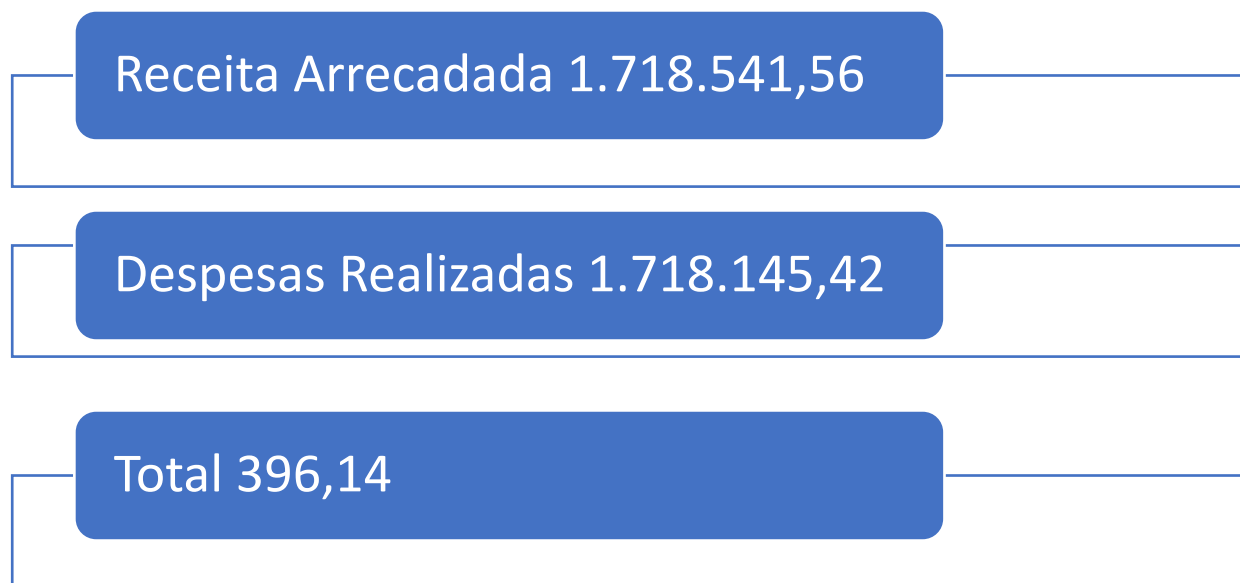 Receita Arrecadada 1.718.541,56
Despesas Realizadas 1.718.145,42
Total 396,14